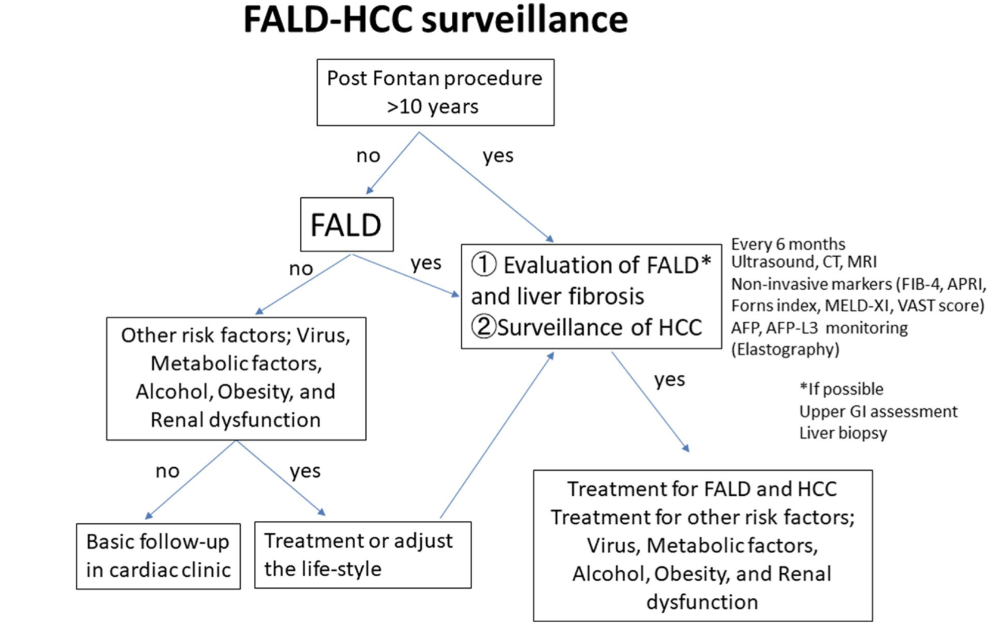 FALD-HCC surveillance
Post Fontan procedure
>10 years
no
yes
FALD
no
yes
① Evaluation of FALD*
and liver fibrosis
②Surveillance of HCC
Every 6 months
Ultrasound, CT, MRI
Non-invasive markers (FIB-4, APRI,
Forns index, MELD-XI, VAST score)
AFP, AFP-L3 monitoring
(Elastography)
*If possible
Upper GI assessment
Liver biopsy
Other risk factors; Virus,
Metabolic factors,
Alcohol, Obesity, and
Renal dysfunction
yes
no
yes
Basic follow-up
in cardiac clinic
Treatment or adjust
the life-style
Treatment for FALD and HCC
Treatment for other risk factors;
Virus, Metabolic factors,
Alcohol, Obesity, and Renal
dysfunction